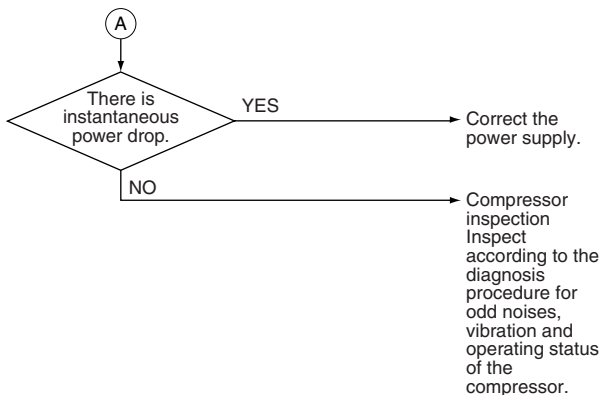 A
There is
instantaneous
power drop.
YES
Correct the
power supply.
NO
Compressor
inspection
Inspect
according to the
diagnosis
procedure for
odd noises,
vibration and
operating status
of the
compressor.